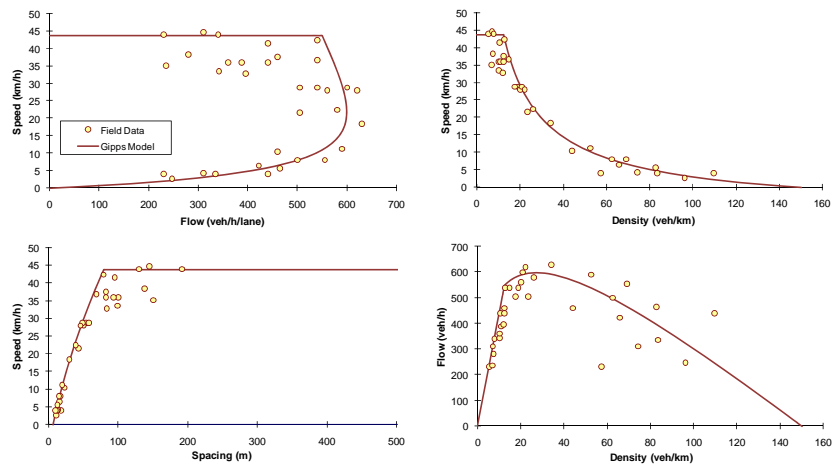 Speed (km/h)
50
45
40
35
30
25
20
15
10
5
0
Field Data
Gipps Model
0 100 200 300 400 500 600 700
Flow (veh/h/lane)
Speed (km/h)
50
45
40
35
30
25
20
15
10
5
0
0 20 40 60 80 100 120 140 160
Density (veh/km)
Speed (km/h)
50
45
40
35
30
25
20
15
10
5
0
0 100 200 300 400 500
Spacing (m)
Flow (veh/h)
700
600
500
400
300
200
100
0
0 20 40 60 80 100 120 140 160
Density (veh/km)